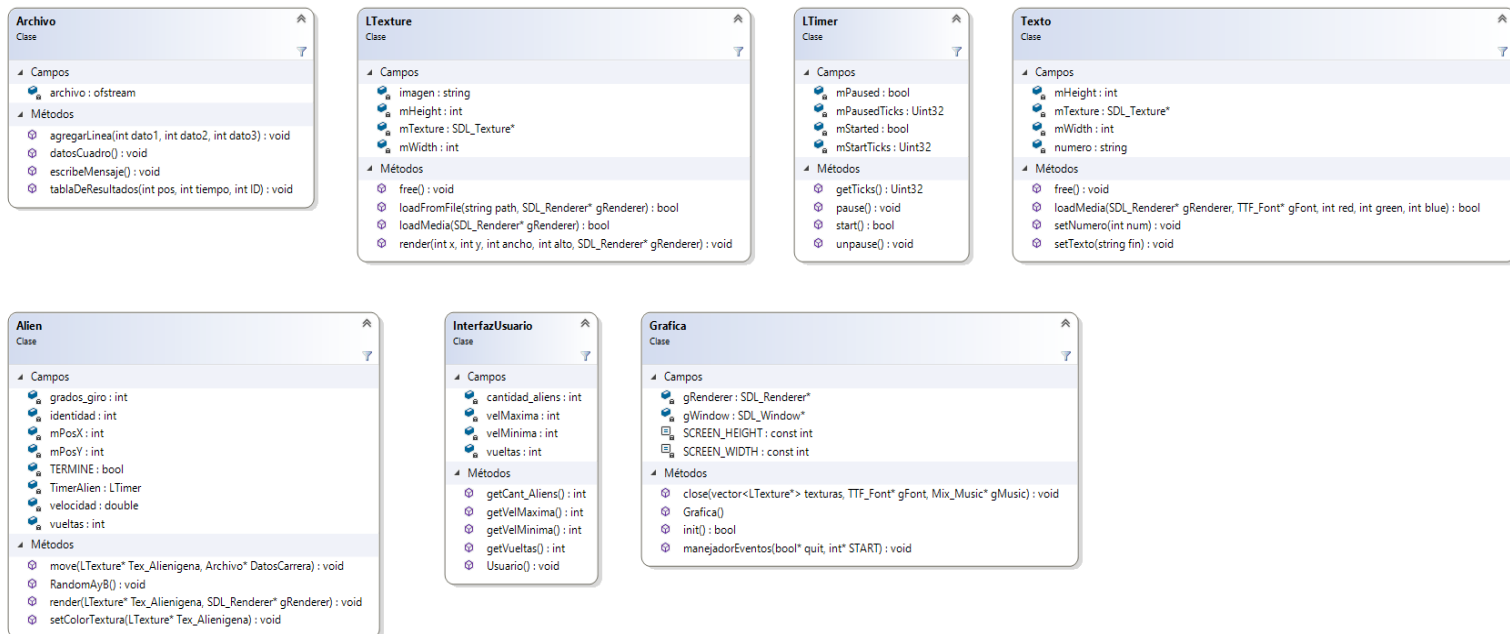 Archivo
Clase
Campos
archivo : ofstream
Métodos
agregarLinea(int dato1, int dato2, int dato3) : void
datosCuadro() : void
escribeMensaje() : void
tablaDeResultados(int pos, int tiempo, int ID) : void
LTexture
Clase
Campos
imagen : string
mHeight : int
mTexture : SDL_Texture*
mWidth : int
Métodos
free() : void
loadFromFile(string path, SDL_Renderer* gRenderer) : bool
loadMedia(SDL_Renderer* gRenderer) : bool
render(int x, int y, int ancho, int alto, SDL_Renderer* gRenderer) : void
LTimer
Clase
Campos
mPaused : bool
mPausedTicks : Uint32
mStarted : bool
mStartTicks : Uint32
Métodos
getTicks() : Uint32
pause() : void
start() : bool
unpause() : void
Texto
Clase
Campos
mHeight : int
mTexture : SDL_Texture*
mWidth : int
numero : string
Métodos
free() : void
loadMedia(SDL_Renderer* gRenderer, TTF_Font* gFont, int red, int green, int blue) : bool
setNumero(int num) : void
setTexto(string fin) : void
Alien
Clase
Campos
grados_giro : int
identidad : int
mPosX : int
mPosY : int
TERMINE : bool
TimerAlien : LTimer
velocidad : double
vueltas : int
Métodos
move(LTexture* Tex_Alienigena, Archivo* DatosCarrera) : void
RandomAyB() : void
render(LTexture* Tex_Alienigena, SDL_Renderer* gRenderer) : void
setColorTextura(LTexture* Tex_Alienigena) : void
InterfazUsuario
Clase
Campos
cantidad_aliens : int
velMaxima : int
velMinima : int
vueltas : int
Métodos
getCant_Aliens() : int
getVelMaxima() : int
getVelMinima() : int
getVueltas() : int
Usuario() : void
Grafica
Clase
Campos
gRenderer : SDL_Renderer*
gWindow : SDL_Window*
SCREEN_HEIGHT : const int
SCREEN_WIDTH : const int
Métodos
close(vector<LTexture*> texturas, TTF_Font* gFont, Mix_Music* gMusic) : void
Grafica()
init() : bool
manejadorEventos(bool* quit, int* START) : void